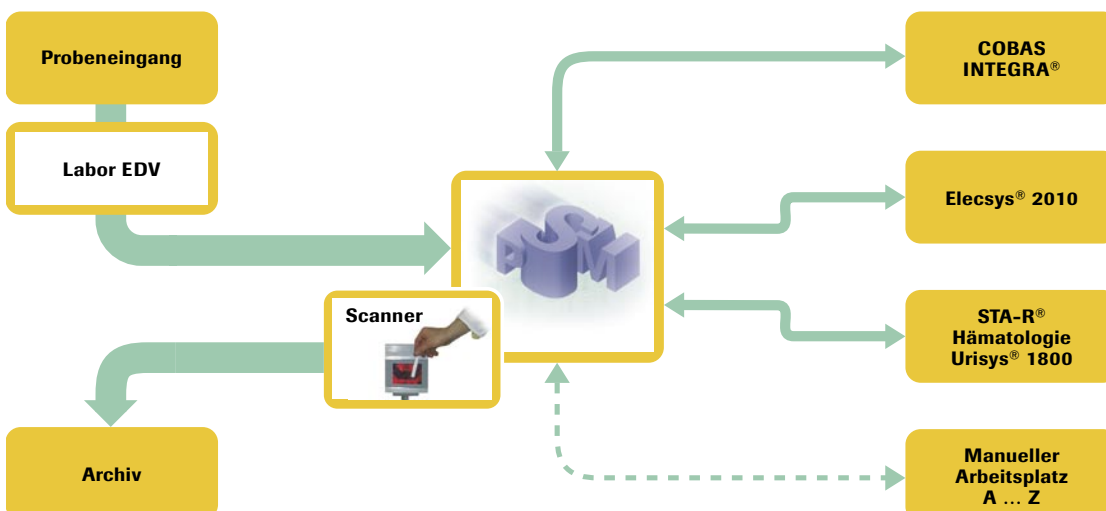 Probeneingang
Labor EDV
Scanner
Archiv
PSM
COBAS
INTEGRA®
Elecsys® 2010
STA-R®
Hämatologie
Urisys® 1800
Manueller
Arbeitsplatz
A ... Z